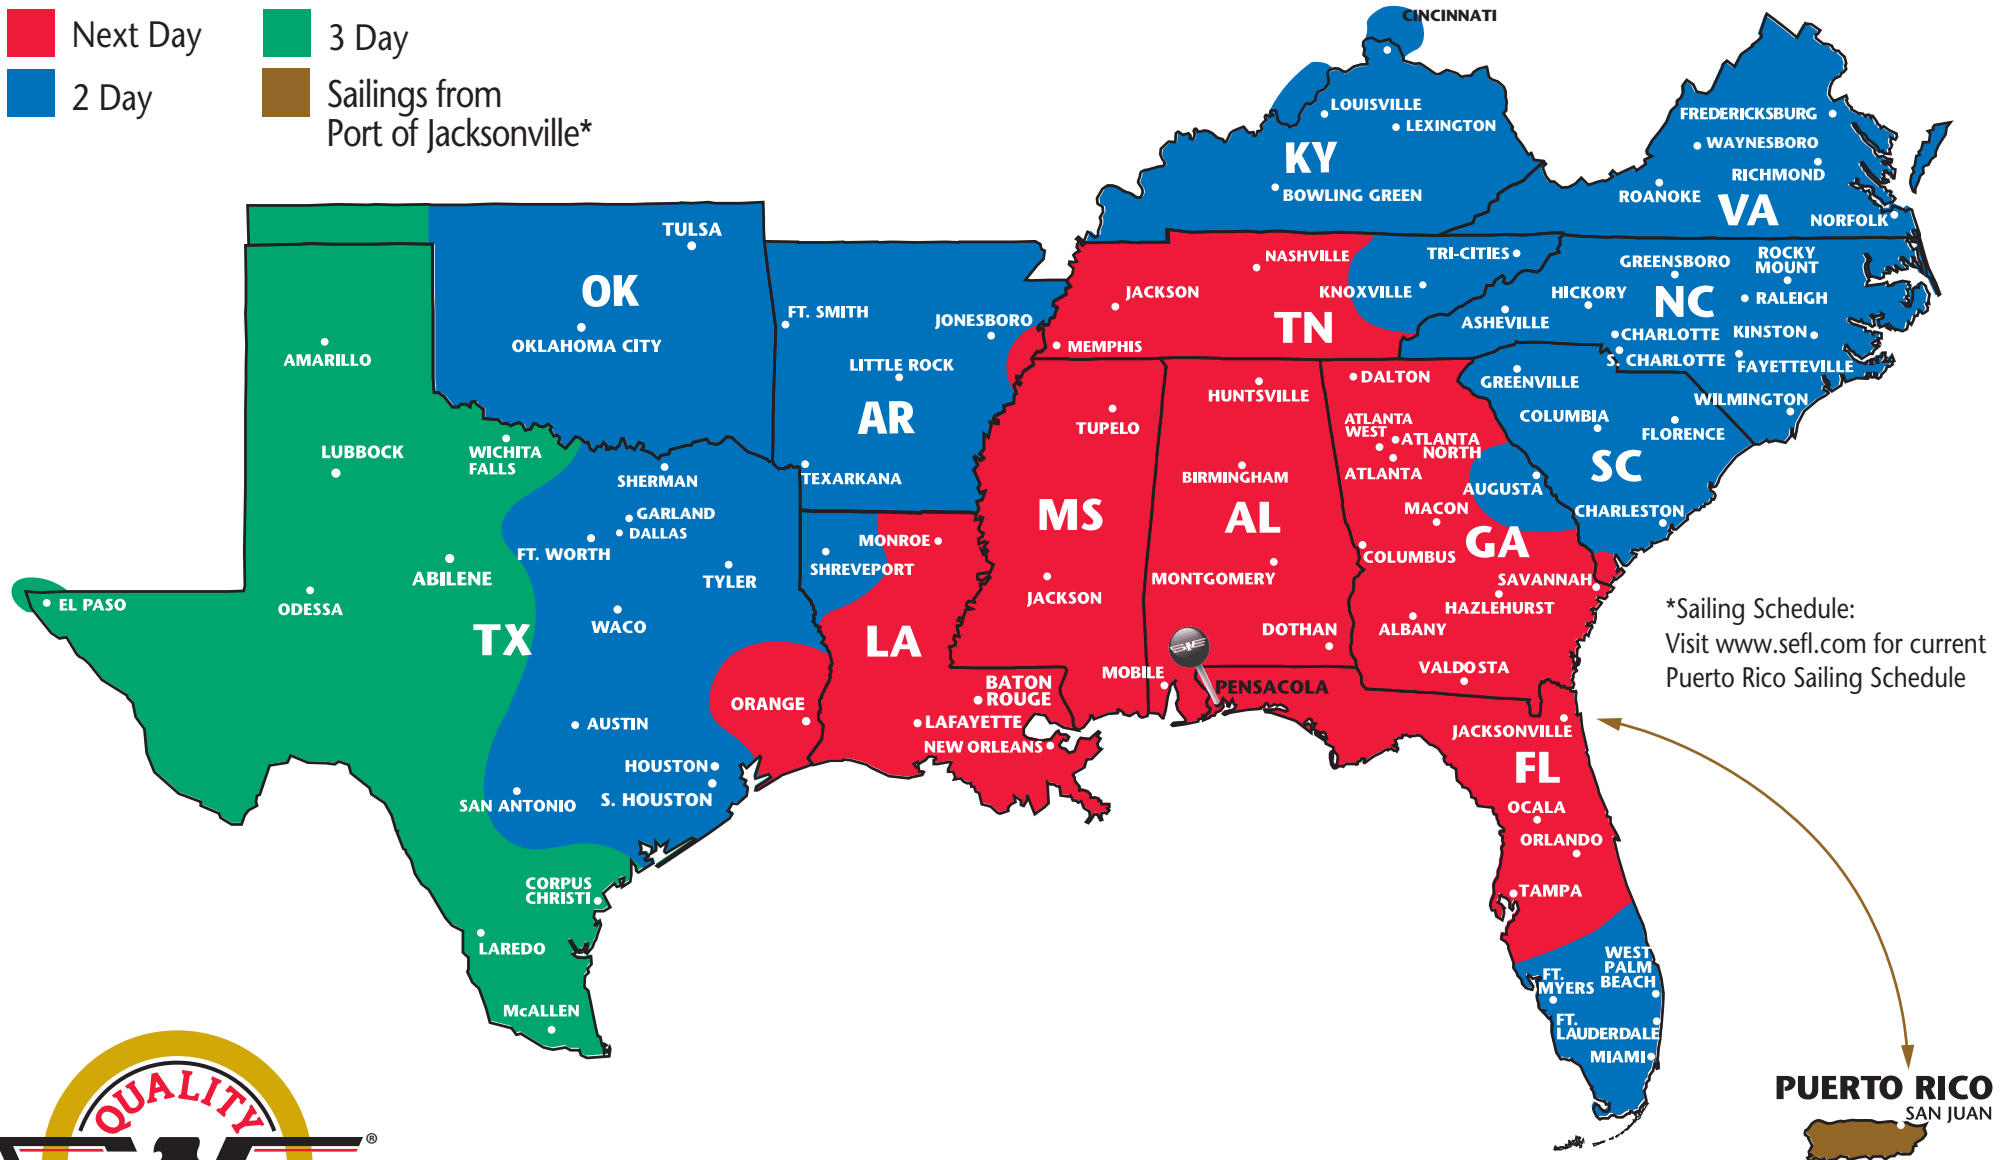 Next Day
3 Day
2 Day
Sailings from
Port of Jacksonville*
CINCINNATI
LOUISVILLE
LEXINGTON
KY
BOWLING GREEN
FREDERICKSBURG
WAYNESBORO
RICHMOND
ROANOKE
VA
NORFOLK
TULSA
OK
OKLAHOMA CITY
FT. SMITH
JONESBORO
LITTLE ROCK
AR
TEXARKANA
NASHVILLE
JACKSON
TN
MEMPHIS
TRI-CITIES
KNOXVILLE
GREENSBORO
ROCKY
MOUNT
HICKORY
NC
RALEIGH
ASHEVILLE
CHARLOTTE
KINSTON
S. CHARLOTTE
FAYETTEVILLE
WILMINGTON
GREENVILLE
COLUMBIA
FLORENCE
SC
CHARLESTON
AMARILLO
LUBBOCK
WICHITA
FALLS
SHERMAN
GARLAND
DALLAS
FT. WORTH
ABILENE
TYLER
EL PASO
ODESSA
TX
WACO
ORANGE
AUSTIN
HOUSTON
S. HOUSTON
SAN ANTONIO
CORPUS
CHRISTI
LAREDO
McALLEN
MONROE
SHREVEPORT
LA
BATON
ROUGE
LAFAYETTE
NEW ORLEANS
TUPELO
MS
JACKSON
HUNTSVILLE
BIRMINGHAM
AL
MONTGOMERY
DOTHAN
MOBILE
DALTON
ATLANTA
WEST
ATLANTA
NORTH
ATLANTA
AUGUSTA
MACON
GA
COLUMBUS
SAVANNAH
HAZLEHURST
ALBANY
VALDOSTA
PENSACOLA
JACKSONVILLE
FL
OCALA
ORLANDO
TAMPA
WEST
PALM
BEACH
FT.
MYERS
FT.
LAUDERDALE
MIAMI
*Sailing Schedule:
Visit www.sefl.com for current
Puerto Rico Sailing Schedule
PUERTO RICO
SAN JUAN
QUALITY
®